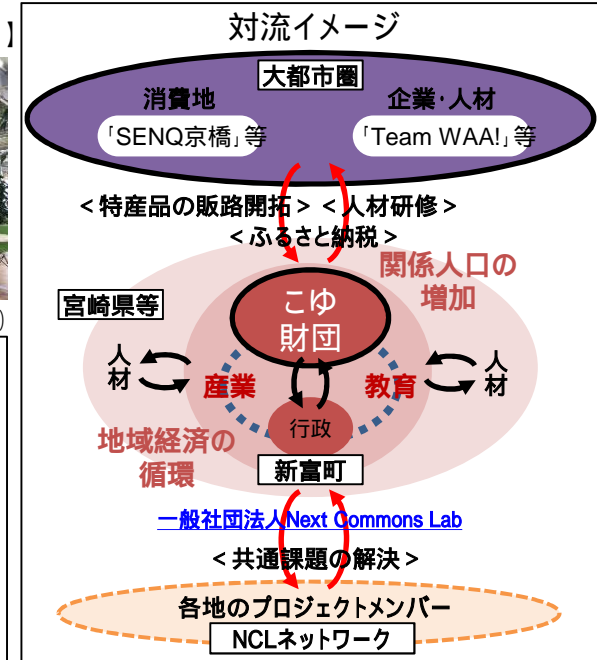 】
対流イメージ
大都市圏
消費地
企業・人材
「SENQ京橋」等
「Team WAA!」等
<特産品の販路開拓> <人材研修>
<ふるさと納税>
関係人口の
増加
宮崎県等
こゆ
財団
人材
産業
教育
人材
行政
地域経済の
循環
新富町
一般社団法人Next Commons Lab
<共通課題の解決>
各地のプロジェクトメンバー
NCLネットワーク
)